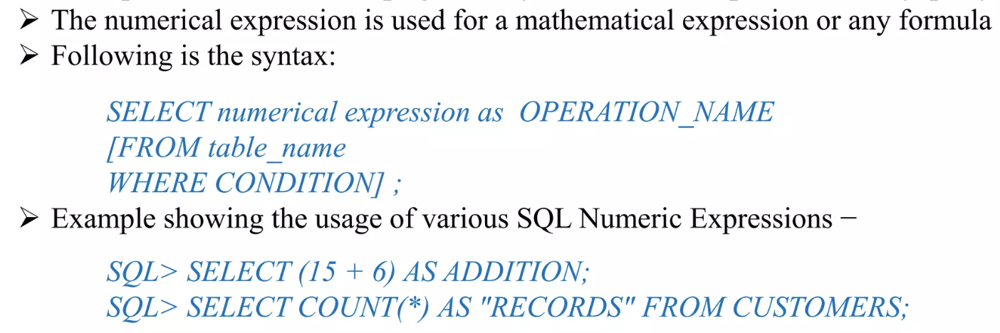 ➤ The numerical expression is used for a mathematical expression or any formula
➤ Following is the syntax:
SELECT numerical expression as OPERATION_NAME
[FROM table_name
WHERE CONDITION] ;
➤ Example showing the usage of various SQL Numeric Expressions −
SQL> SELECT (15 + 6) AS ADDITION;
SQL> SELECT COUNT(*) AS "RECORDS" FROM CUSTOMERS;